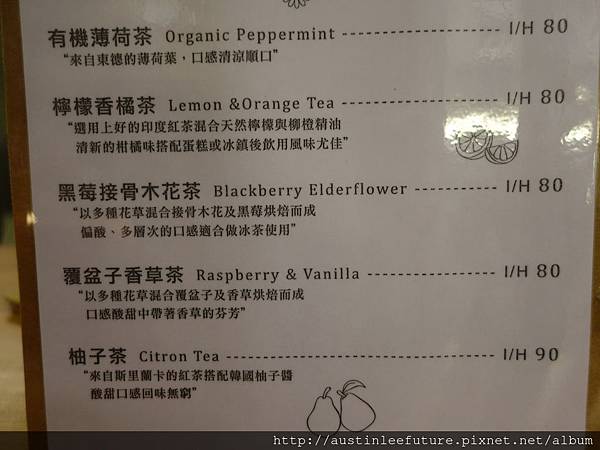 有機薄荷茶 Organic Peppermint ---------------------- I/H 80
“來自東德的薄荷葉，口感清涼順口”
檸檬香橘茶 Lemon &Orange Tea --------------------- I/H 80
“選用上好的印度紅茶混合天然檸檬與柳橙精油
清新的柑橘味搭配蛋糕或冰鎮後飲用風味尤佳”
黑莓接骨木花茶 Blackberry Elderflower ----------- I/H 80
“以多種花草混合接骨木花及黑莓烘焙而成
偏酸、多層次的口感適合做冰茶使用”
覆盆子香草茶 Raspberry & Vanilla ----------------- I/H 80
“以多種花草混合覆盆子及香草烘焙而成
口感酸甜中帶著香草的芬芳”
柚子茶 Citron Tea ----------------------------------- I/H 90
“來自斯里蘭卡的紅茶搭配韓國柚子醬
酸甜口感回味無窮”
http://austinleefuture.pixnet.net/album